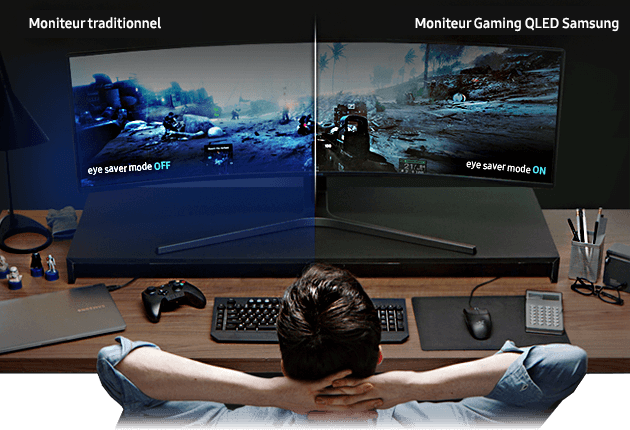 Moniteur traditionnel
Moniteur Gaming QLED Samsung
eye saver mode OFF
eye saver mode ON